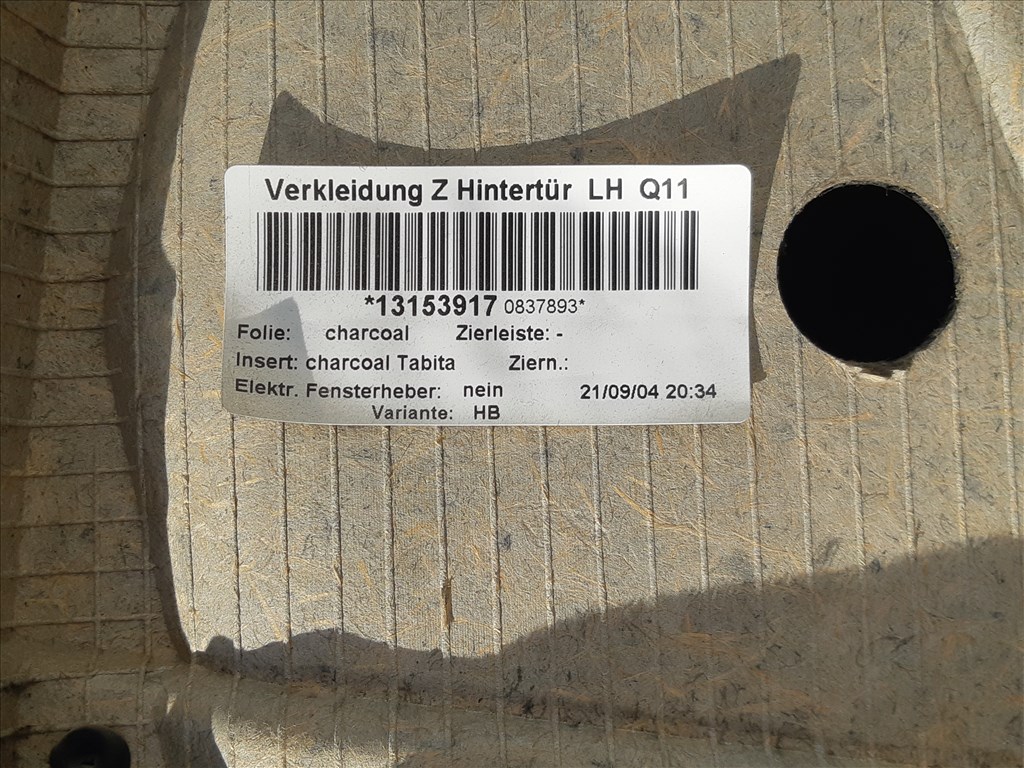 Verkleidung Z Hintertür LH Q11
*13153917 0837893*
Folie: charcoal Zierleiste: -
Insert: charcoal Tabita Ziern.:
Elektr. Fensterheber: nein 21/09/04 20:34
Variante: HB